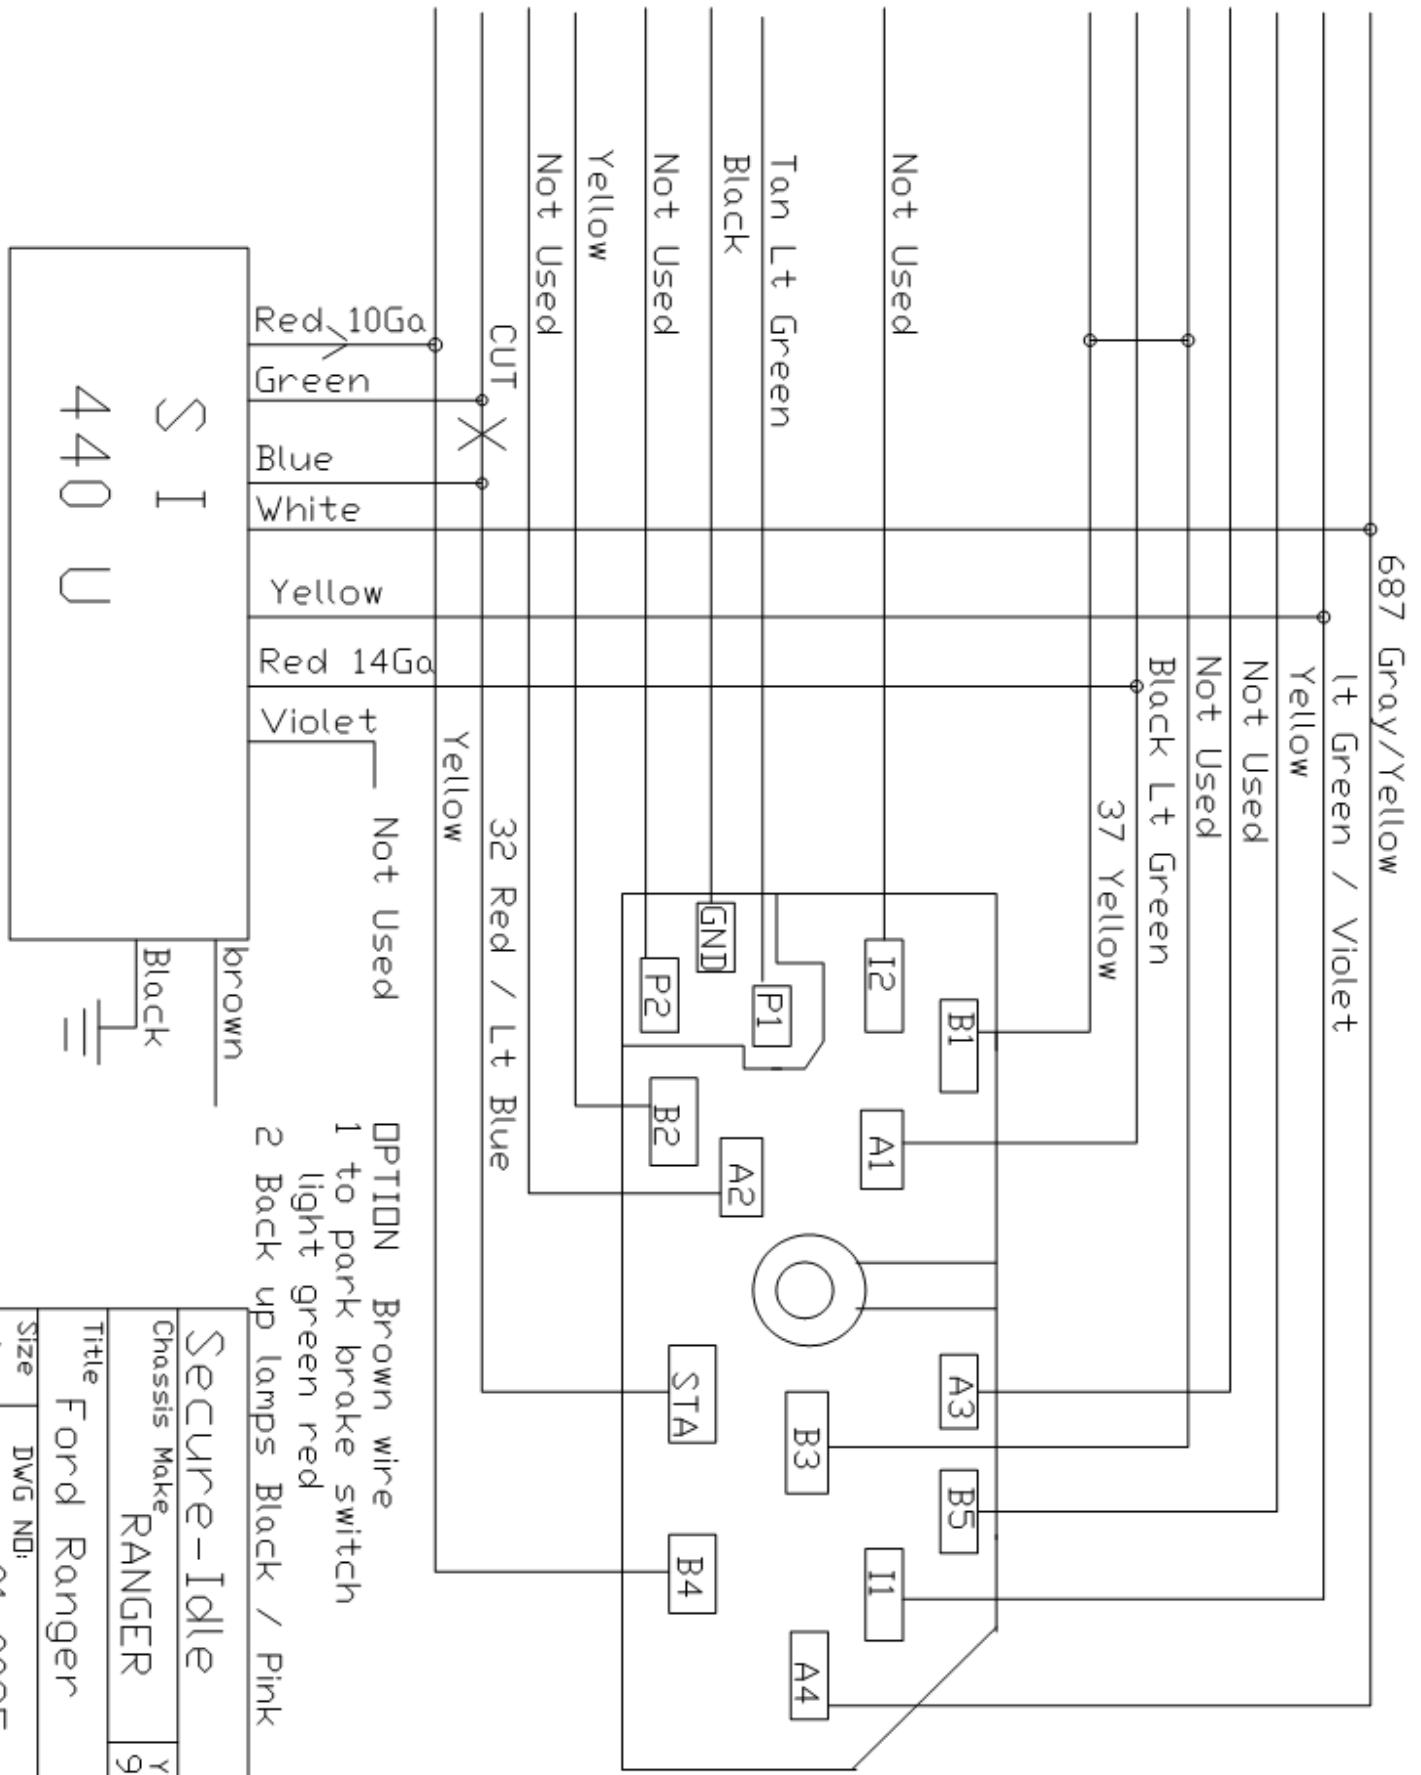 687 Gray/Yellow
lt Green / Violet
Yellow
Not Used
Not Used
Black Lt Green
37 Yellow
Not Used
Tan Lt Green
Black
Not Used
Yellow
Not Used
CUT
32 Red / Lt Blue
Yellow
Red 10Ga
Green
Blue
White
Yellow
Red 14Ga
Violet
Not Used
S I
440 U
brown
Black
I2
B1
GND
P1
P2
A1
B2
A2
A3
B3
STA
B5
I1
B4
A4
OPTION Brown wire
1 to park brake switch
light green red
2 Back up lamps Black / Pink
Secure-Idle
Chassis Make
RANGER
Y
9
Title
Ford Ranger
Size
DWG NO: